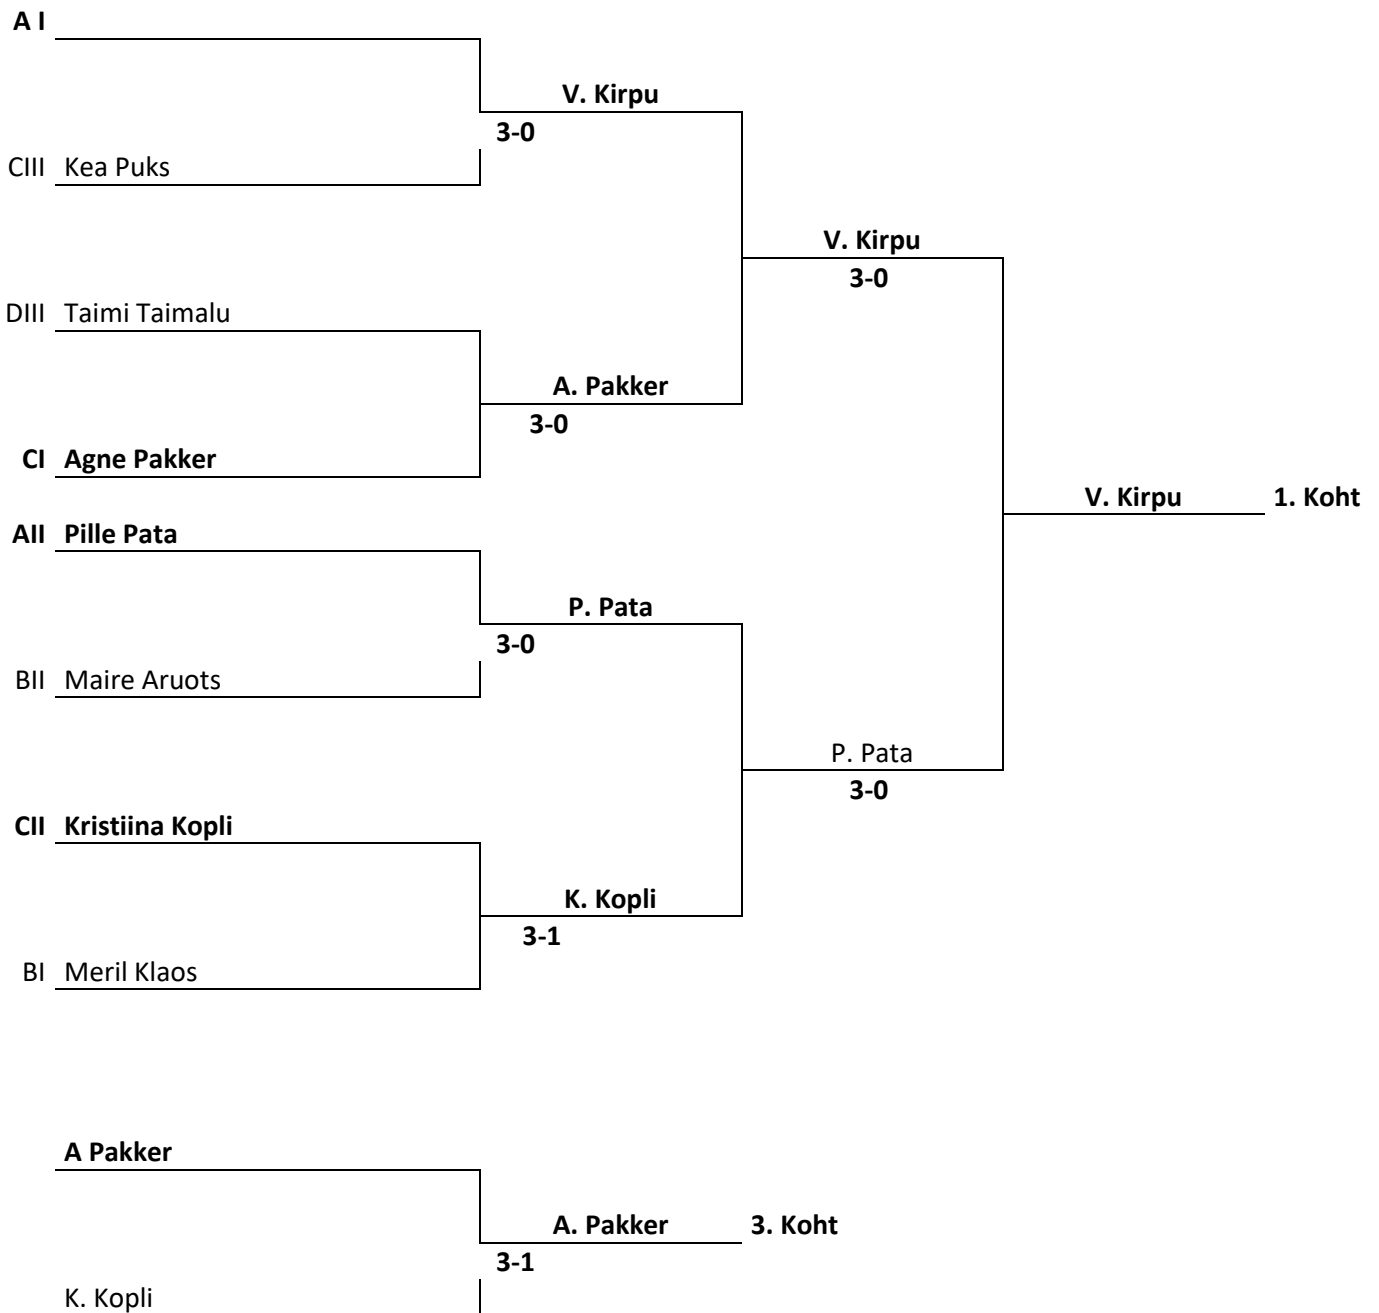 A I
V. Kirpu
3-0
CIII Kea Puks
V. Kirpu
3-0
DIII Taimi Taimalu
A. Pakker
3-0
CI Agne Pakker
V. Kirpu 1. Koht
AII Pille Pata
P. Pata
3-0
BII Maire Aruots
P. Pata
3-0
CII Kristiina Kopli
K. Kopli
3-1
BI Meril Klaos
A Pakker
A. Pakker 3. Koht
3-1
K. Kopli